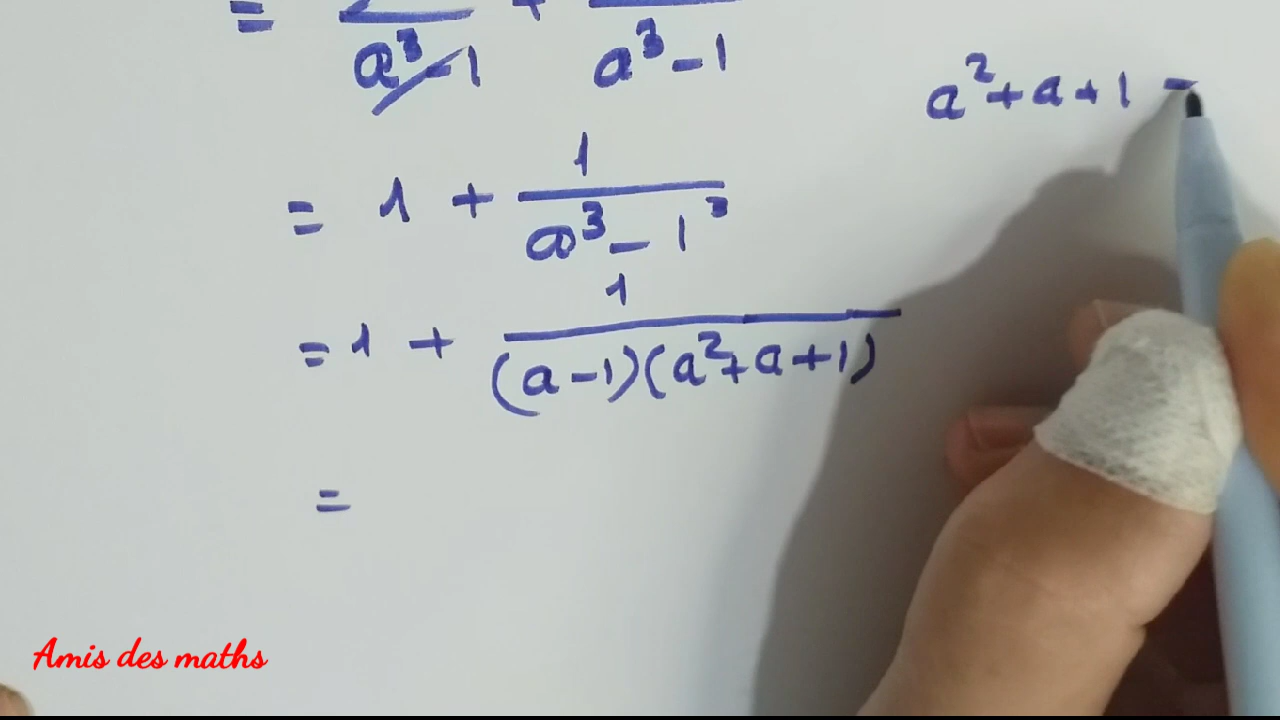 = a³-1 + a³-1
a²+a+1 =
= 1 + 1/(a³-1³)
= 1 + 1/((a-1)(a²+a+1))
=
Amis des maths